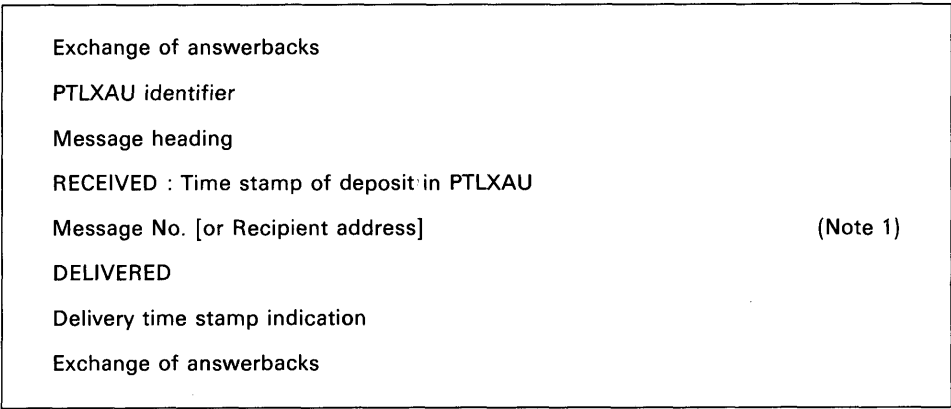 Exchange of answerbacks
PTLXAU identifier
Message heading
RECEIVED : Time stamp of deposit in PTLXAU
Message No. [or Recipient address] (Note 1)
DELIVERED
Delivery time stamp indication
Exchange of answerbacks